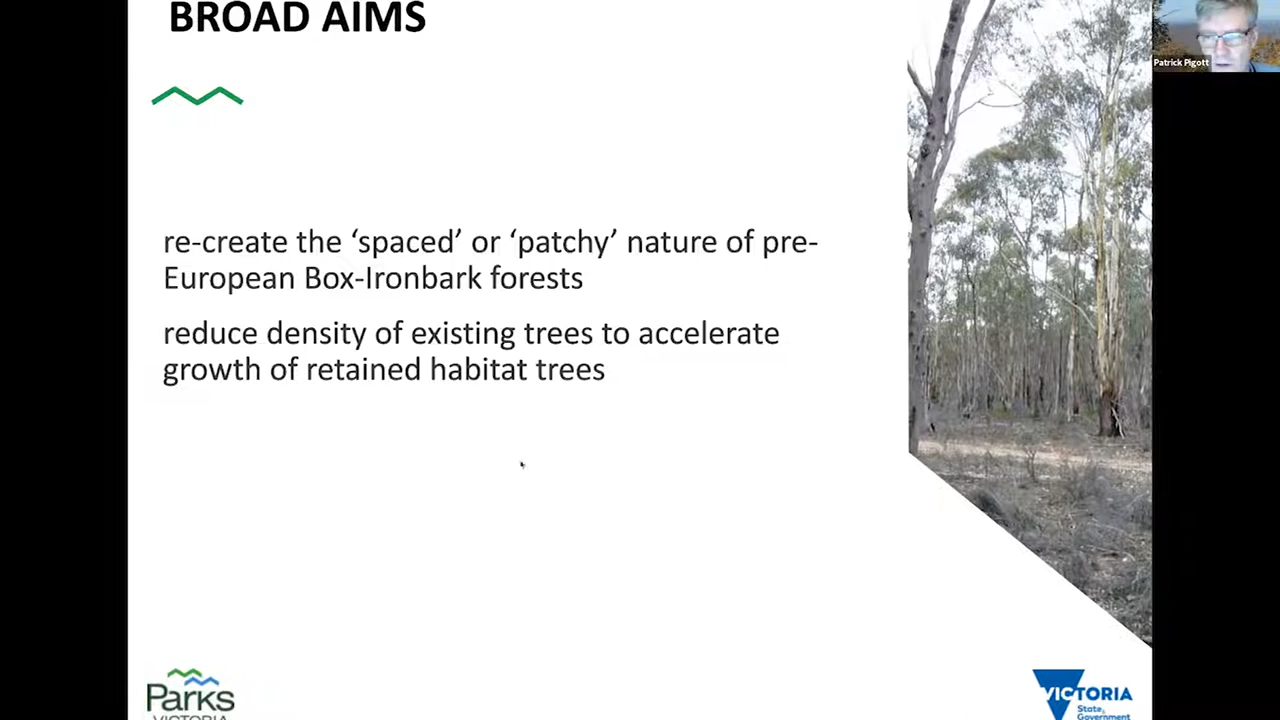 BROAD AIMS
Patrick Pigott
re-create the ‘spaced’ or ‘patchy’ nature of pre-
European Box-Ironbark forests
reduce density of existing trees to accelerate
growth of retained habitat trees
Parks
VICTORIA
VICTORIA
State
Government